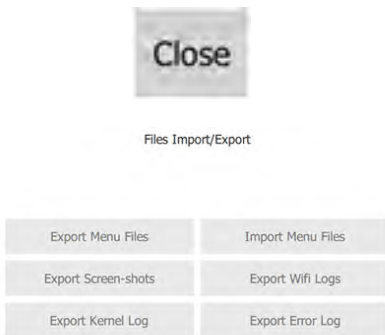 Close
Files Import/Export
Export Menu Files
Import Menu Files
Export Screen-shots
Export Wifi Logs
Export Kernel Log
Export Error Log